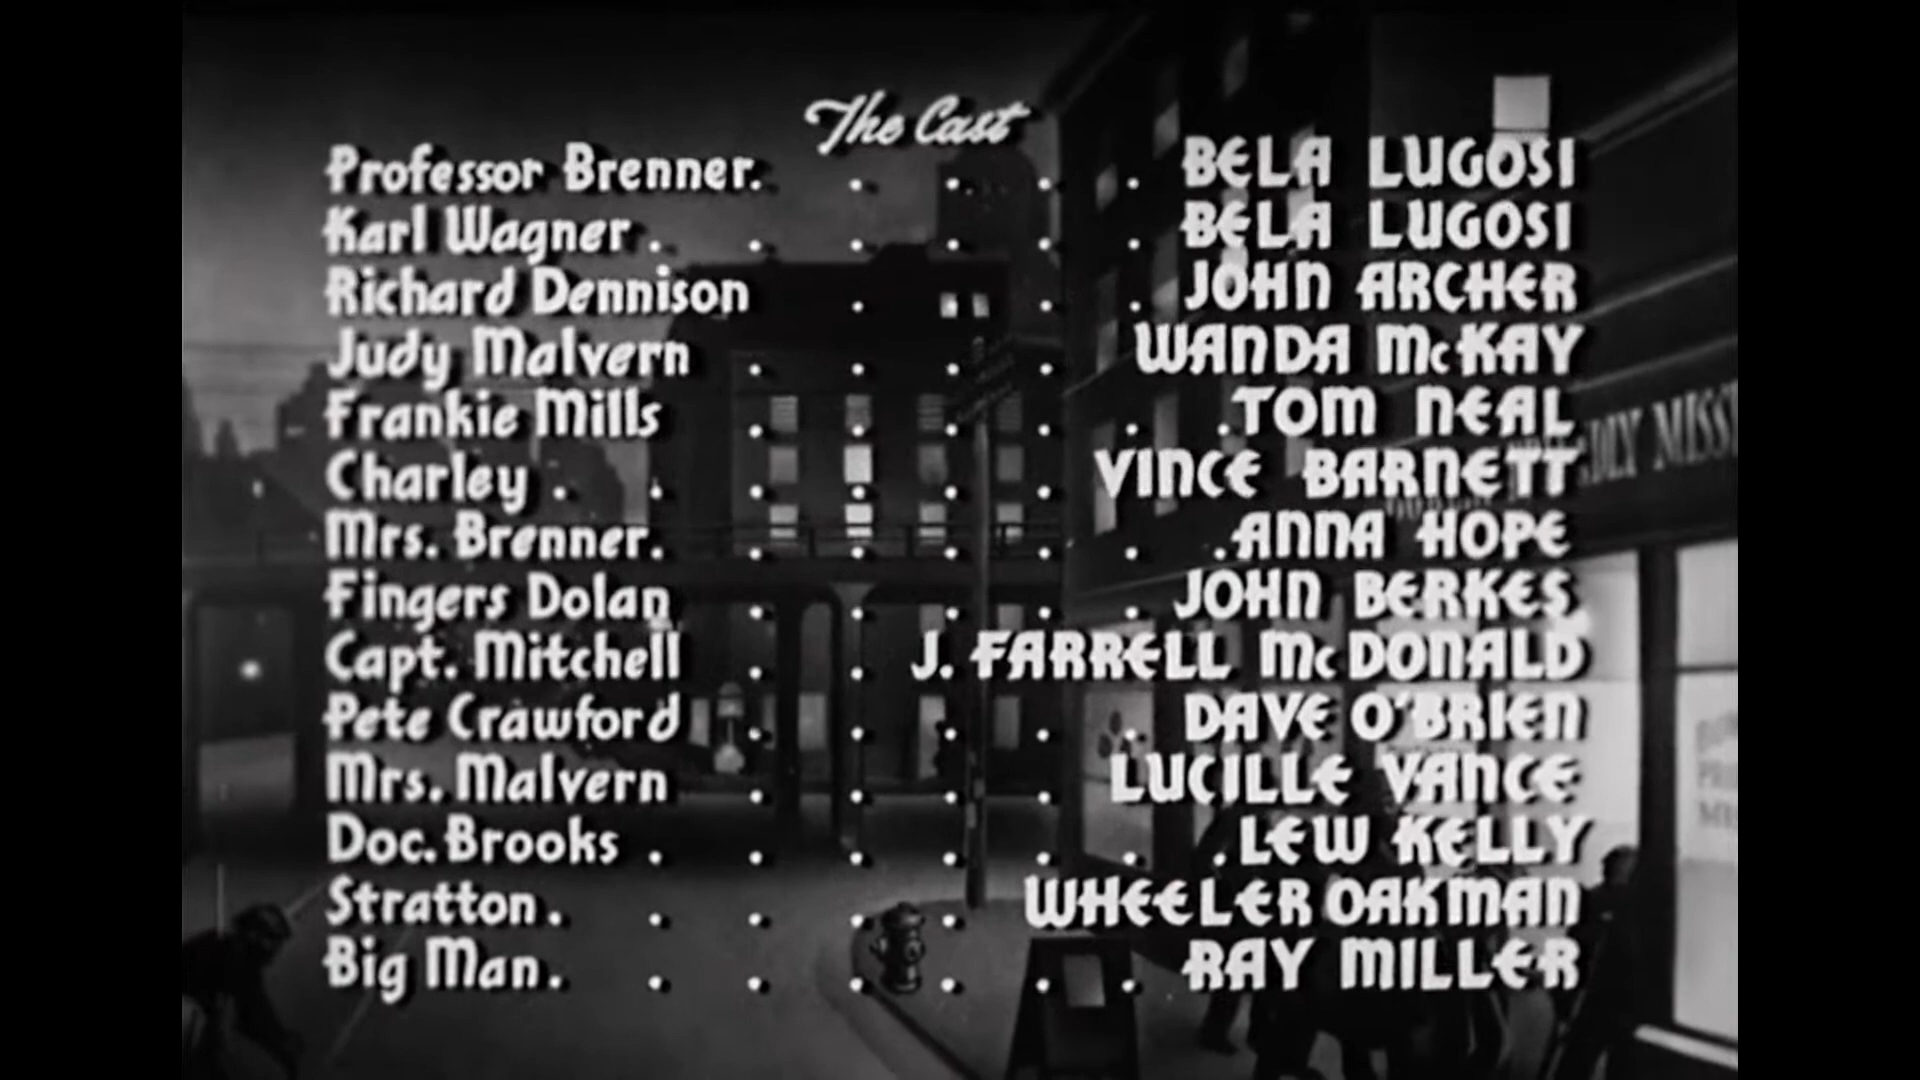 The Cast
Professor Brenner. . . . . BELA LUGOSI
Karl Wagner . . . . . . BELA LUGOSI
Richard Dennison . . . JOHN ARCHER
Judy Malvern . . . . WANDA McKAY
Frankie Mills . . . . . . TOM NEAL
Charley . . . . . . VINCE BARNETT
Mrs. Brenner. . . . . . . ANNA HOPE
Fingers Dolan . . . . . JOHN BERKES
Capt. Mitchell . . J. FARRELL McDONALD
Pete Crawford . . . . . DAVE O'BRIEN
Mrs. Malvern . . . . LUCILLE VANCE
Doc. Brooks . . . . . . . LEW KELLY
Stratton . . . . . WHEELER OAKMAN
Big Man . . . . . . . RAY MILLER